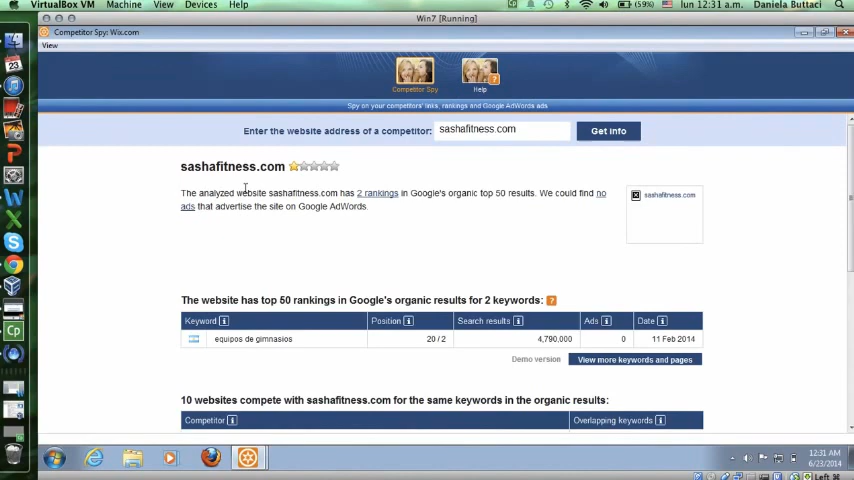 VirtualBox VM Machine View Devices Help (59%) lun 12:31 a.m. Daniela Buttaci
Win7 [Running]
Competitor Spy: Wix.com
View
Competitor Spy Help
Spy on your competitors' links, rankings and Google AdWords ads
Enter the website address of a competitor: sashafitness.com Get info
sashafitness.com
The analyzed website sashafitness.com has 2 rankings in Google's organic top 50 results. We could find no
ads that advertise the site on Google AdWords.
sashafitness.com
The website has top 50 rankings in Google's organic results for 2 keywords: ?
Keyword i Position i Search results i Ads i Date i
equipos de gimnasios 20 / 2 4,790,000 0 11 Feb 2014
Demo version View more keywords and pages
10 websites compete with sashafitness.com for the same keywords in the organic results:
Competitor i Overlapping keywords i
12:31 AM
6/23/2014
Left ⌘